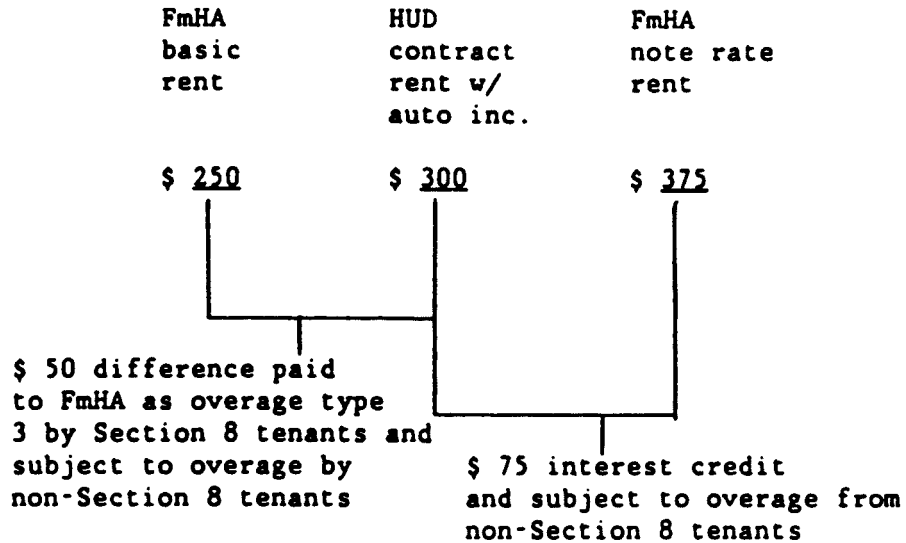 FmHA
basic
rent
HUD
contract
rent w/
auto inc.
FmHA
note rate
rent
$ 250
$ 300
$ 375
$ 50 difference paid
to FmHA as overage type
3 by Section 8 tenants and
subject to overage by
non-Section 8 tenants
$ 75 interest credit
and subject to overage from
non-Section 8 tenants